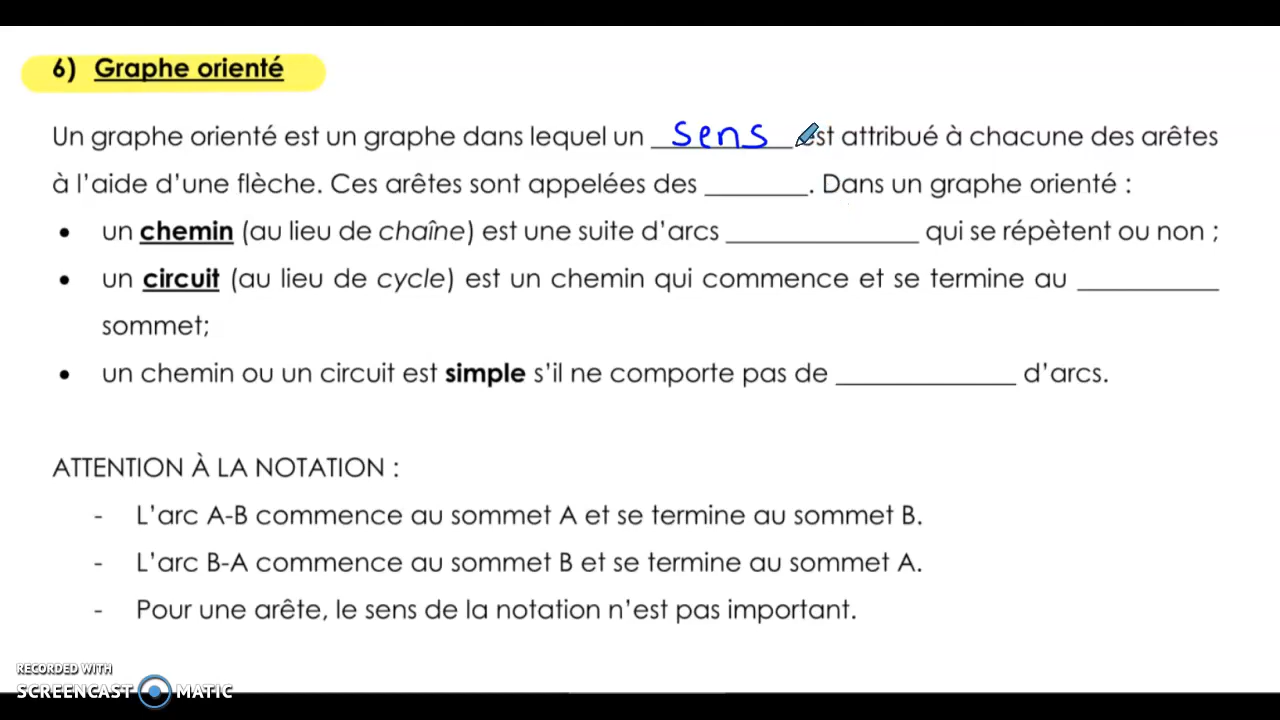 6) Graphe orienté
Un graphe orienté est un graphe dans lequel un sens est attribué à chacune des arêtes
à l'aide d'une flèche. Ces arêtes sont appelées des ________. Dans un graphe orienté :
• un chemin (au lieu de chaîne) est une suite d'arcs _______________ qui se répètent ou non ;
• un circuit (au lieu de cycle) est un chemin qui commence et se termine au ___________
sommet;
• un chemin ou un circuit est simple s'il ne comporte pas de ______________ d'arcs.
ATTENTION À LA NOTATION :
- L'arc A-B commence au sommet A et se termine au sommet B.
- L'arc B-A commence au sommet B et se termine au sommet A.
- Pour une arête, le sens de la notation n'est pas important.
RECORDED WITH
SCREENCAST MATIC